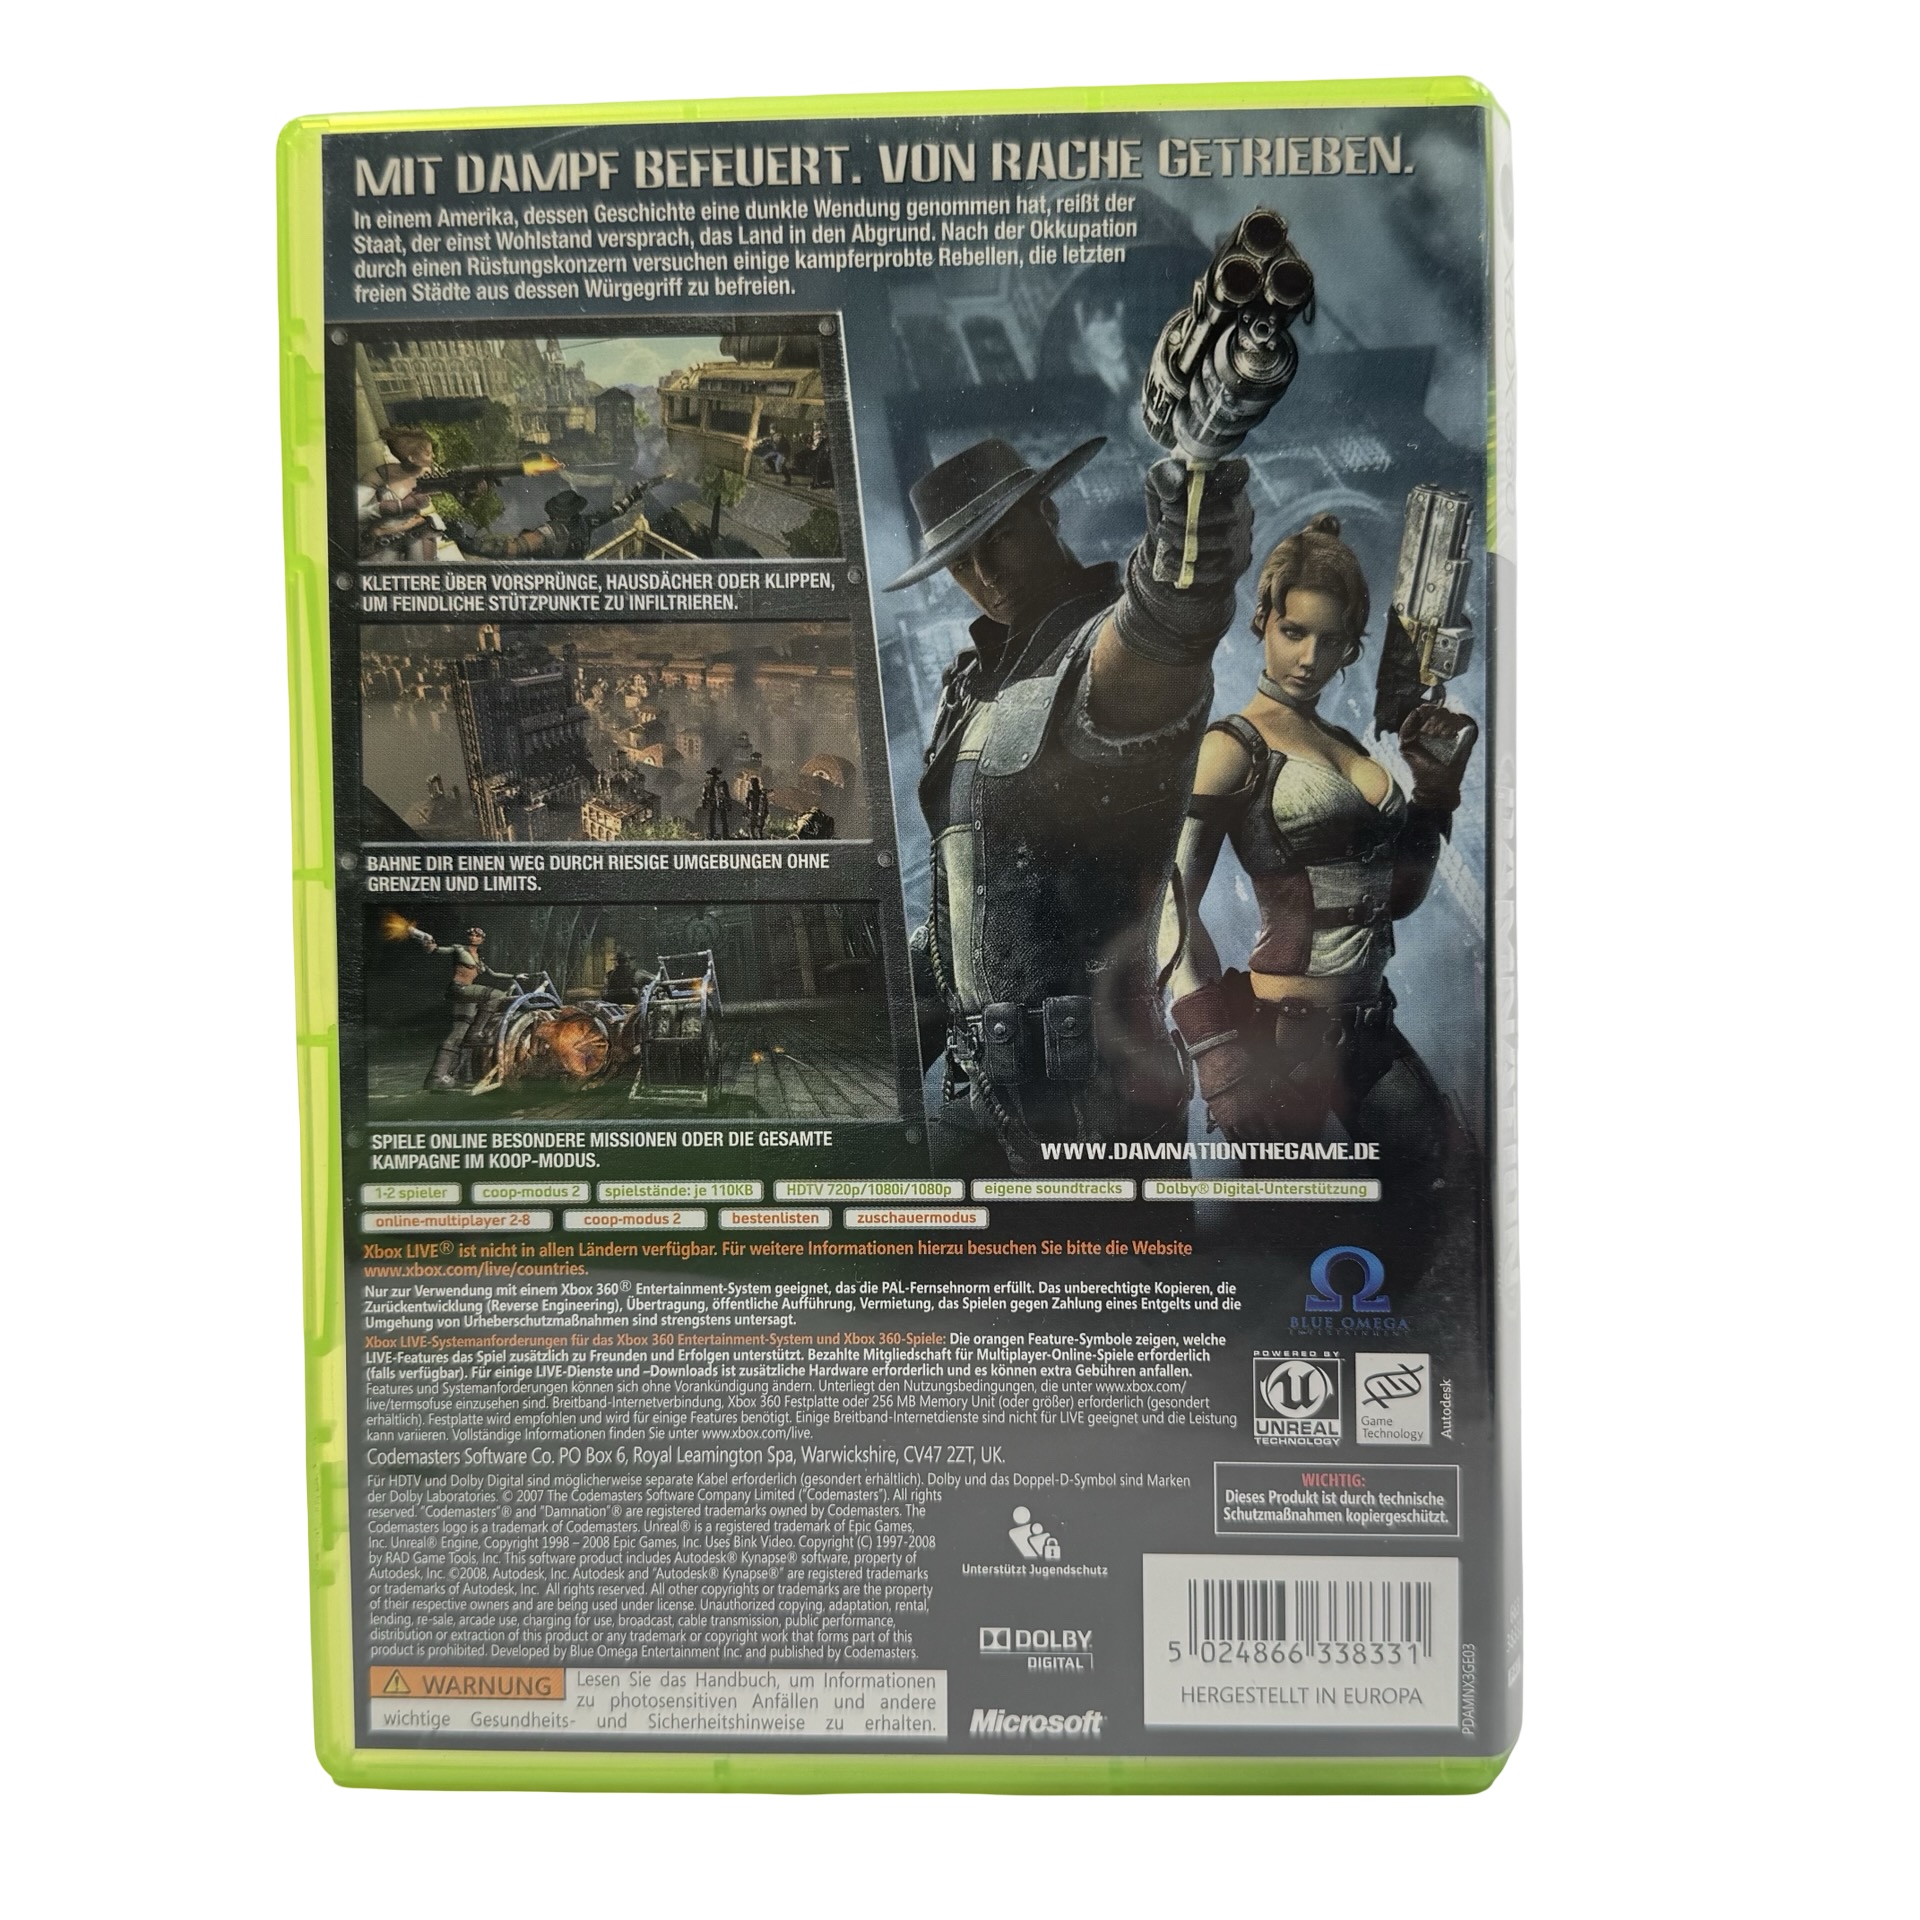 MIT DAMPF BEFEUERT. VON RACHE GETRIEBEN.
In einem Amerika, dessen Geschichte eine dunkle Wendung genommen hat, reißt der
Staat, der einst Wohlstand versprach, das Land in den Abgrund. Nach der Okkupation
durch einen Rüstungskonzern versuchen einige kampferprobte Rebellen, die letzten
freien Städte aus dessen Würgegriff zu befreien.
KLETTERE ÜBER VORSPRÜNGE, HAUSDÄCHER ODER KLIPPEN,
UM FEINDLICHE STÜTZPUNKTE ZU INFILTRIEREN.
BAHNE DIR EINEN WEG DURCH RIESIGE UMGEBUNGEN OHNE
GRENZEN UND LIMITS.
SPIELE ONLINE BESONDERE MISSIONEN ODER DIE GESAMTE
KAMPAGNE IM KOOP-MODUS.
WWW.DAMNATIONTHEGAME.DE
1-2 spieler coop-modus 2 spielstände: je 110KB HDTV 720p/1080i/1080p eigene soundtracks Dolby® Digital-Unterstützung
online-multiplayer 2-8 coop-modus 2 bestenlisten zuschauermodus
Xbox LIVE® ist nicht in allen Ländern verfügbar. Für weitere Informationen hierzu besuchen Sie bitte die Website
www.xbox.com/live/countries.
Nur zur Verwendung mit einem Xbox 360® Entertainment-System geeignet, das die PAL-Fernsehnorm erfüllt. Das unberechtigte Kopieren, die
Zurückentwicklung (Reverse Engineering), Übertragung, öffentliche Aufführung, Vermietung, das Spielen gegen Zahlung eines Entgelts und die
Umgehung von Urheberschutzmaßnahmen sind strengstens untersagt.
Xbox LIVE-Systemanforderungen für das Xbox 360 Entertainment-System und Xbox 360-Spiele: Die orangen Feature-Symbole zeigen, welche
LIVE-Features das Spiel zusätzlich zu Freunden und Erfolgen unterstützt. Bezahlte Mitgliedschaft für Multiplayer-Online-Spiele erforderlich
(falls verfügbar). Für einige LIVE-Dienste und –Downloads ist zusätzliche Hardware erforderlich und es können extra Gebühren anfallen.
Features und Systemanforderungen können sich ohne Vorankündigung ändern. Unterliegt den Nutzungsbedingungen, die unter www.xbox.com/
live/termsofuse einzusehen sind. Breitband-Internetverbindung, Xbox 360 Festplatte oder 256 MB Memory Unit (oder größer) erforderlich (gesondert
erhältlich). Festplatte wird empfohlen und wird für einige Features benötigt. Einige Breitband-Internetdienste sind nicht für LIVE geeignet und die Leistung
kann variieren. Vollständige Informationen finden Sie unter www.xbox.com/live.
BLUE OMEGA
ENTERTAINMENT
POWERED BY
UNREAL
TECHNOLOGY
Game
Technology
Autodesk
Codemasters Software Co. PO Box 6, Royal Leamington Spa, Warwickshire, CV47 2ZT, UK.
Für HDTV und Dolby Digital sind möglicherweise separate Kabel erforderlich (gesondert erhältlich). Dolby und das Doppel-D-Symbol sind Marken
der Dolby Laboratories. © 2007 The Codemasters Software Company Limited ("Codemasters"). All rights
reserved. "Codemasters"® and "Damnation"® are registered trademarks owned by Codemasters. The
Codemasters logo is a trademark of Codemasters. Unreal® is a registered trademark of Epic Games,
Inc. Unreal® Engine, Copyright 1998 – 2008 Epic Games, Inc. Uses Bink Video. Copyright (C) 1997-2008
by RAD Game Tools, Inc. This software product includes Autodesk® Kynapse® software, property of
Autodesk, Inc. ©2008, Autodesk, Inc. Autodesk and "Autodesk® Kynapse®" are registered trademarks
or trademarks of Autodesk, Inc. All rights reserved. All other copyrights or trademarks are the property
of their respective owners and are being used under license. Unauthorized copying, adaptation, rental,
lending, re-sale, arcade use, charging for use, broadcast, cable transmission, public performance,
distribution or extraction of this product or any trademark or copyright work that forms part of this
product is prohibited. Developed by Blue Omega Entertainment Inc. and published by Codemasters.
WICHTIG:
Dieses Produkt ist durch technische
Schutzmaßnahmen kopiergeschützt.
Unterstützt Jugendschutz
DOLBY
DIGITAL
Microsoft
WARNUNG Lesen Sie das Handbuch, um Informationen
zu photosensitiven Anfällen und andere
wichtige Gesundheits- und Sicherheitshinweise zu erhalten.
5 024866 338331
HERGESTELLT IN EUROPA
PDAMNX3GE03
DAMNATION